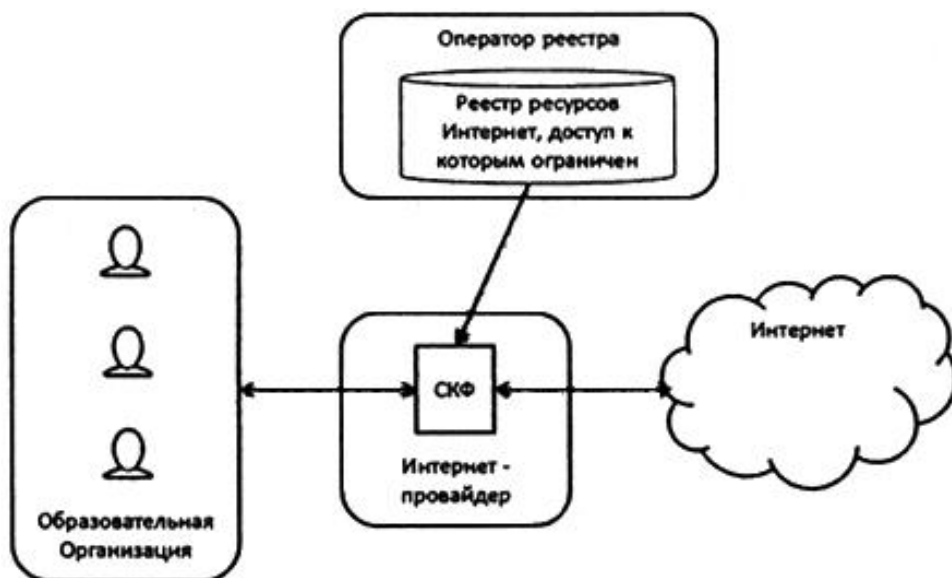 Оператор реестра
Реестр ресурсов
Интернет, доступ к
которым ограничен
Интернет
СКФ
Интернет -
провайдер
Образовательная
Организация